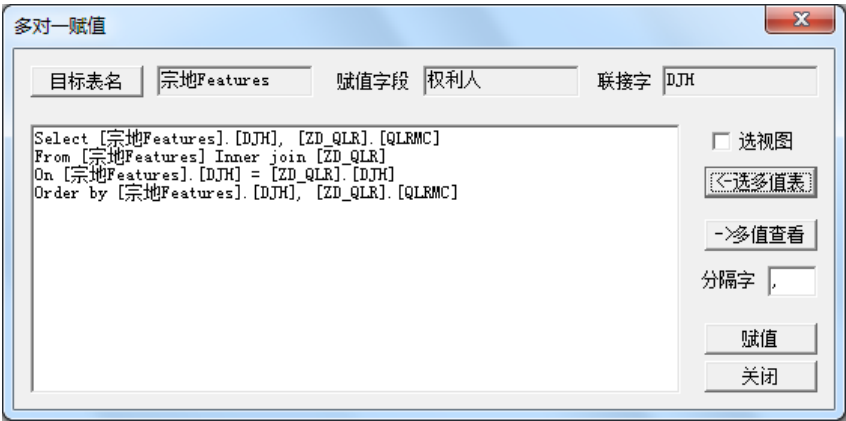 多对一赋值
目标表名 宗地Features 赋值字段 权利人 联接字 DJH
Select [宗地Features].[DJH], [ZD_QLR].[QLRMC]
From [宗地Features] Inner join [ZD_QLR]
On [宗地Features].[DJH] = [ZD_QLR].[DJH]
Order by [宗地Features].[DJH], [ZD_QLR].[QLRMC]
选视图
<-选多值表
->多值查看
分隔字 ,
赋值
关闭